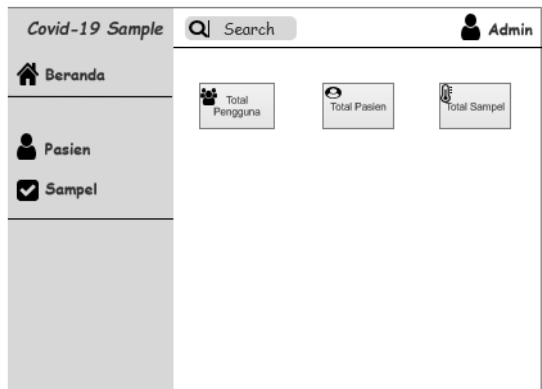 Covid-19 Sample
Search
Admin
Beranda
Pasien
Sampel
Total
Pengguna
Total Pasien
Total Sampel